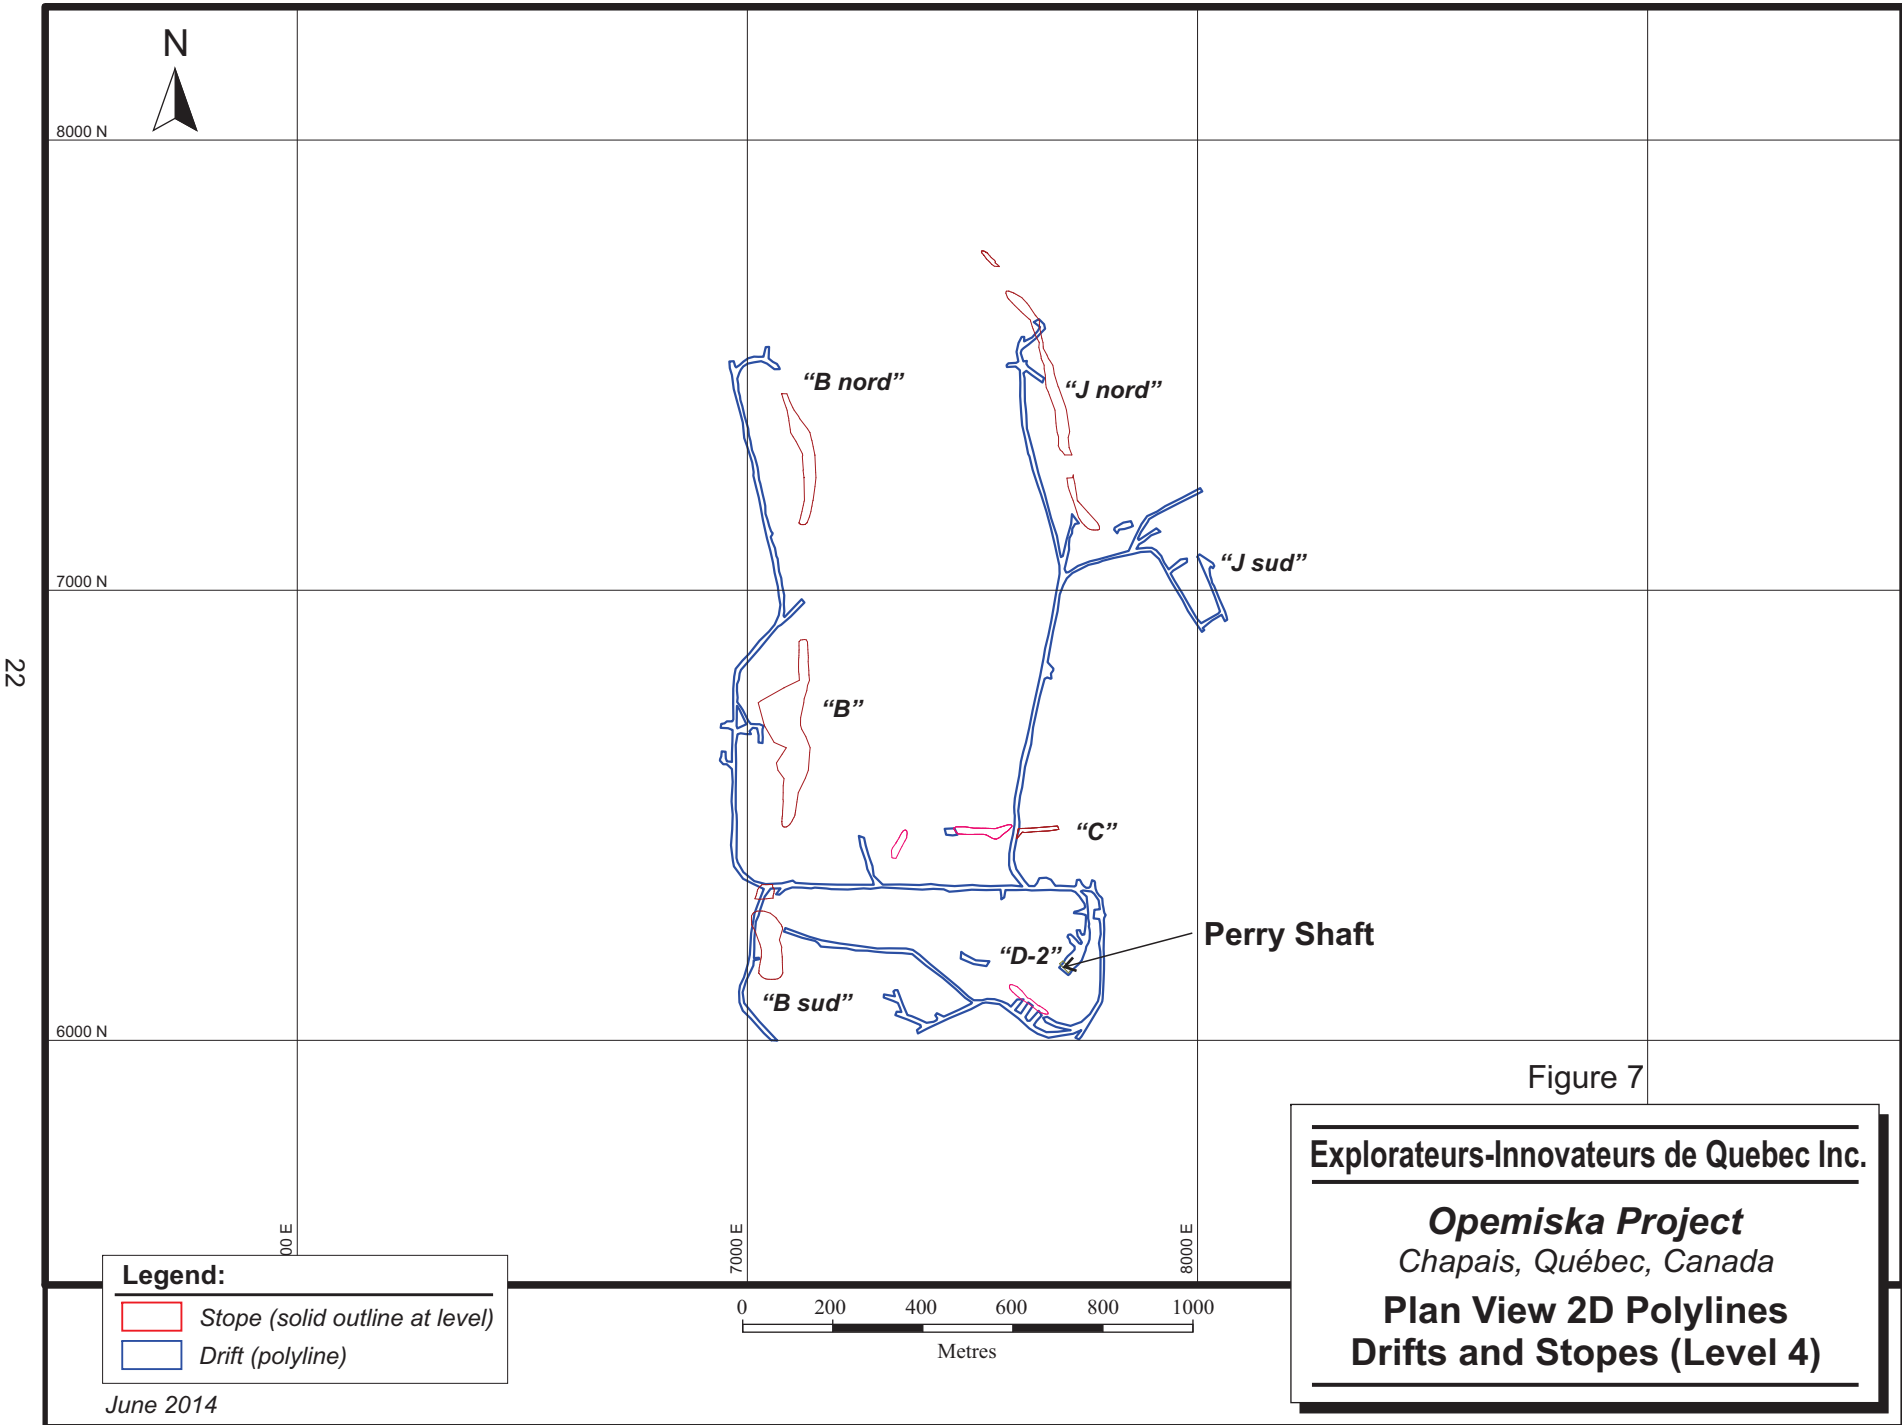 N
8000 N
"B nord"
"J nord"
"J sud"
7000 N
22
"B"
"C"
Perry Shaft
"D-2"
"B sud"
6000 N
Figure 7
Explorateurs-Innovateurs de Quebec Inc.
Opemiska Project
Chapais, Québec, Canada
Plan View 2D Polylines
Drifts and Stopes (Level 4)
00 E
7000 E
8000 E
Legend:
Stope (solid outline at level)
Drift (polyline)
0 200 400 600 800 1000
Metres
June 2014